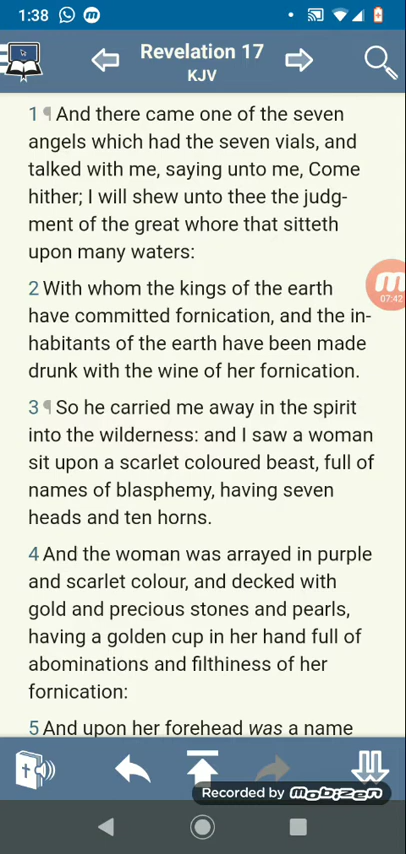 1:38
Revelation 17
KJV
1 ¶ And there came one of the seven
angels which had the seven vials, and
talked with me, saying unto me, Come
hither; I will shew unto thee the judg-
ment of the great whore that sitteth
upon many waters:
2 With whom the kings of the earth
have committed fornication, and the in-
habitants of the earth have been made
drunk with the wine of her fornication.
3 ¶ So he carried me away in the spirit
into the wilderness: and I saw a woman
sit upon a scarlet coloured beast, full of
names of blasphemy, having seven
heads and ten horns.
4 And the woman was arrayed in purple
and scarlet colour, and decked with
gold and precious stones and pearls,
having a golden cup in her hand full of
abominations and filthiness of her
fornication:
5 And upon her forehead was a name
m
07:42
Recorded by mobizen